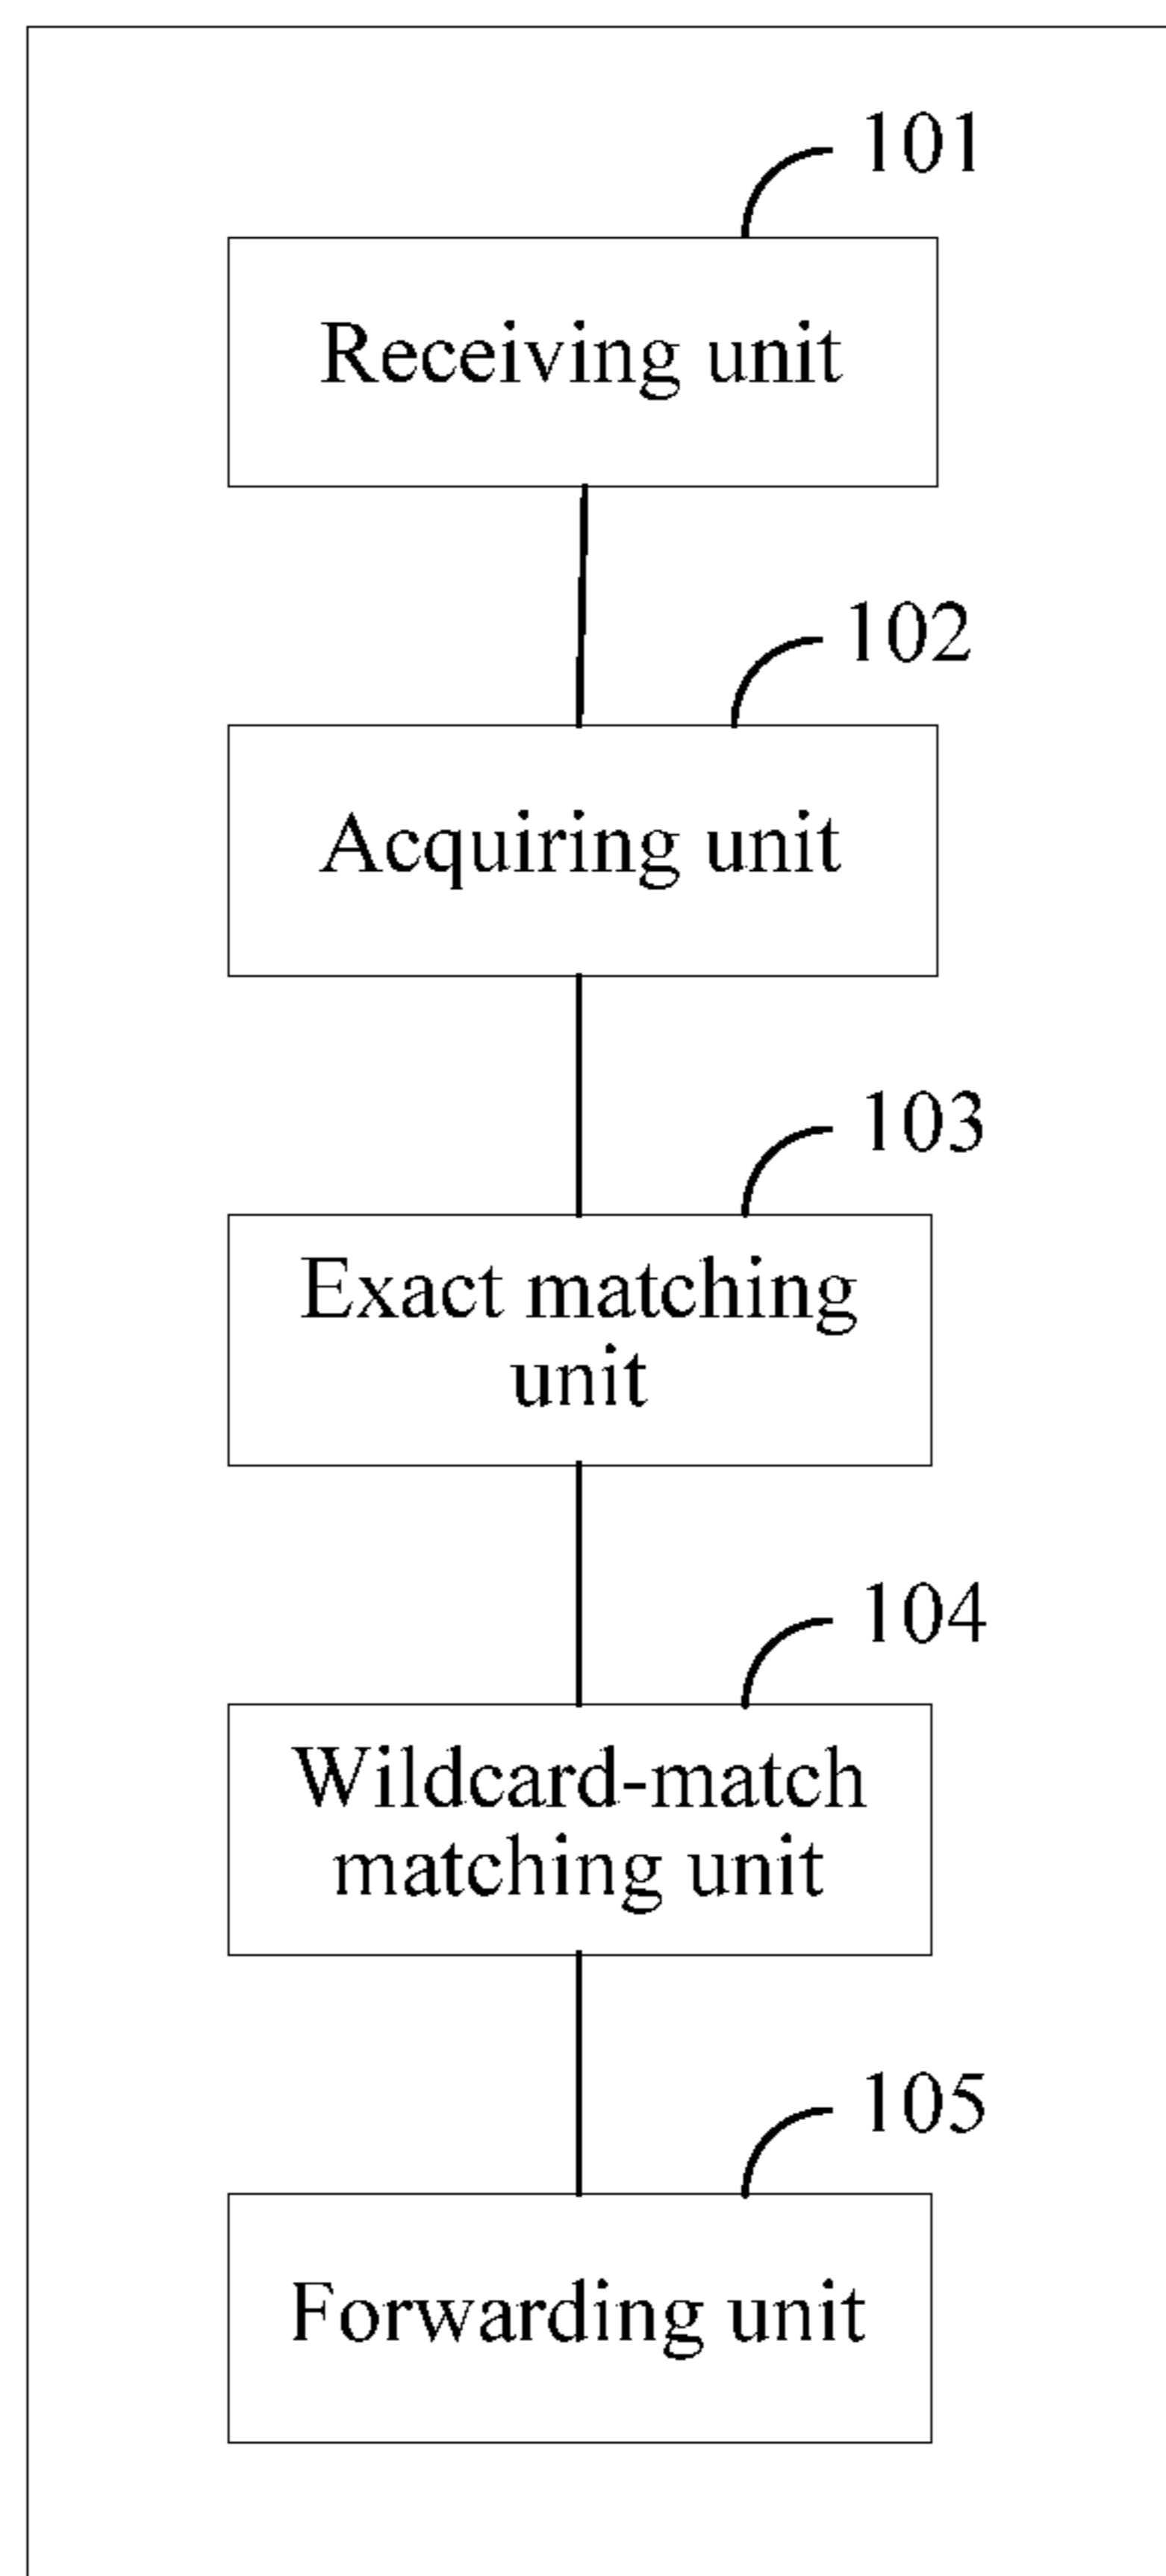 101
Receiving unit
102
Acquiring unit
103
Exact matching
unit
104
Wildcard-match
matching unit
105
Forwarding unit